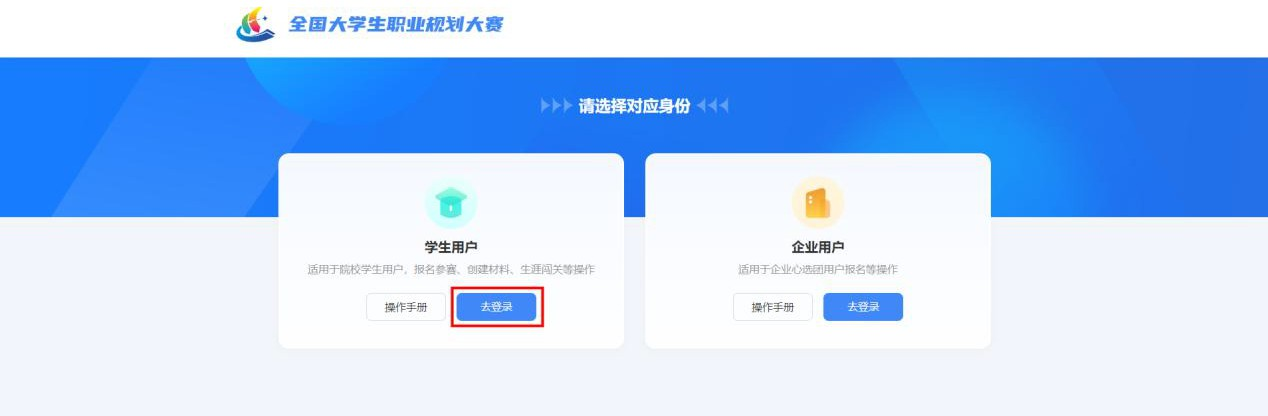 全国大学生职业规划大赛
请选择对应身份
学生用户
适用于院校学生用户，报名参赛、创建材料、生涯闯关等操作
操作手册
去登录
企业用户
适用于企业心选团用户报名等操作
操作手册
去登录